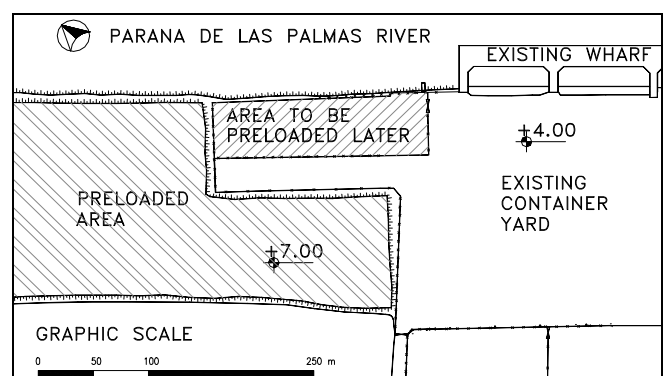 PARANA DE LAS PALMAS RIVER
EXISTING WHARF
AREA TO BE
PRELOADED LATER
+4.00
EXISTING
CONTAINER
YARD
PRELOADED
AREA
+7.00
GRAPHIC SCALE
0 50 100 250 m